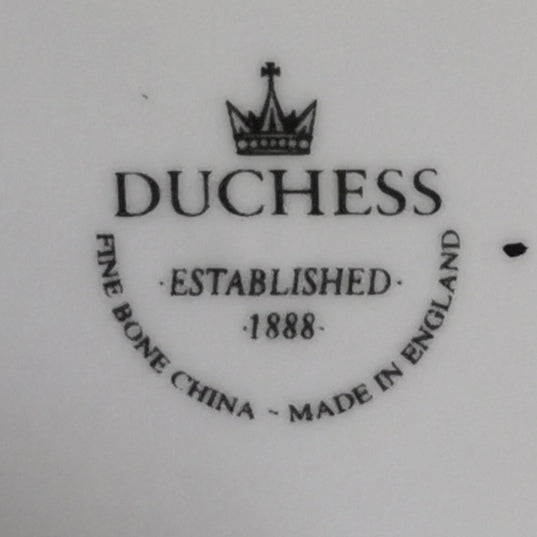 DUCHESS
·ESTABLISHED·
·1888·
FINE BONE CHINA - MADE IN ENGLAND